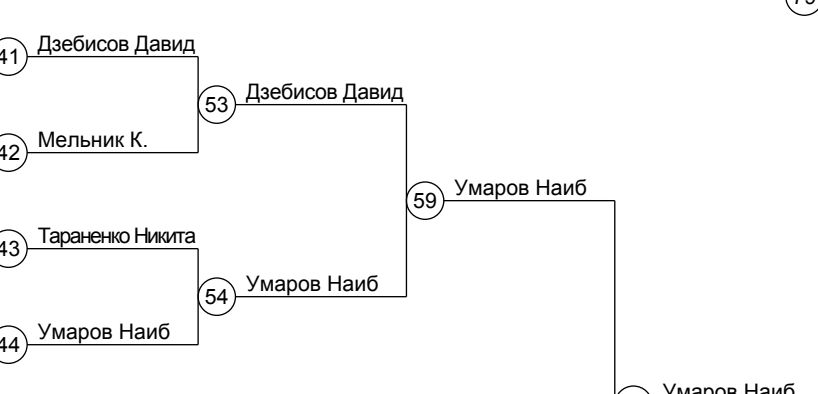 Дзебисов Давид
41
Дзебисов Давид
53
Мельник К.
42
Умаров Наиб
59
Тараненко Никита
43
Умаров Наиб
54
Умаров Наиб
44
Умаров Наиб